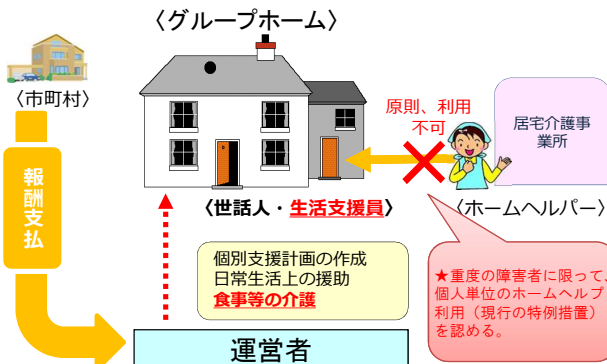 〈グループホーム〉
〈市町村〉
報酬支払
原則、利用
不可
居宅介護事
業所
〈世話人・生活支援員〉
〈ホームヘルパー〉
個別支援計画の作成
日常生活上の援助
食事等の介護
★重度の障害者に限って、
個人単位のホームヘルプ
利用（現行の特例措置）
を認める。
運営者